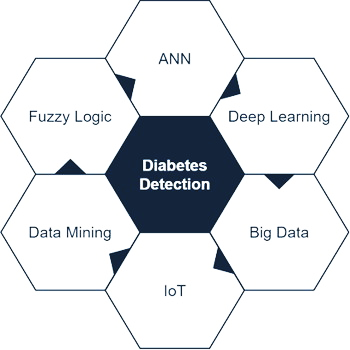 ANN
Fuzzy Logic
Deep Learning
Diabetes
Detection
Data Mining
Big Data
IoT